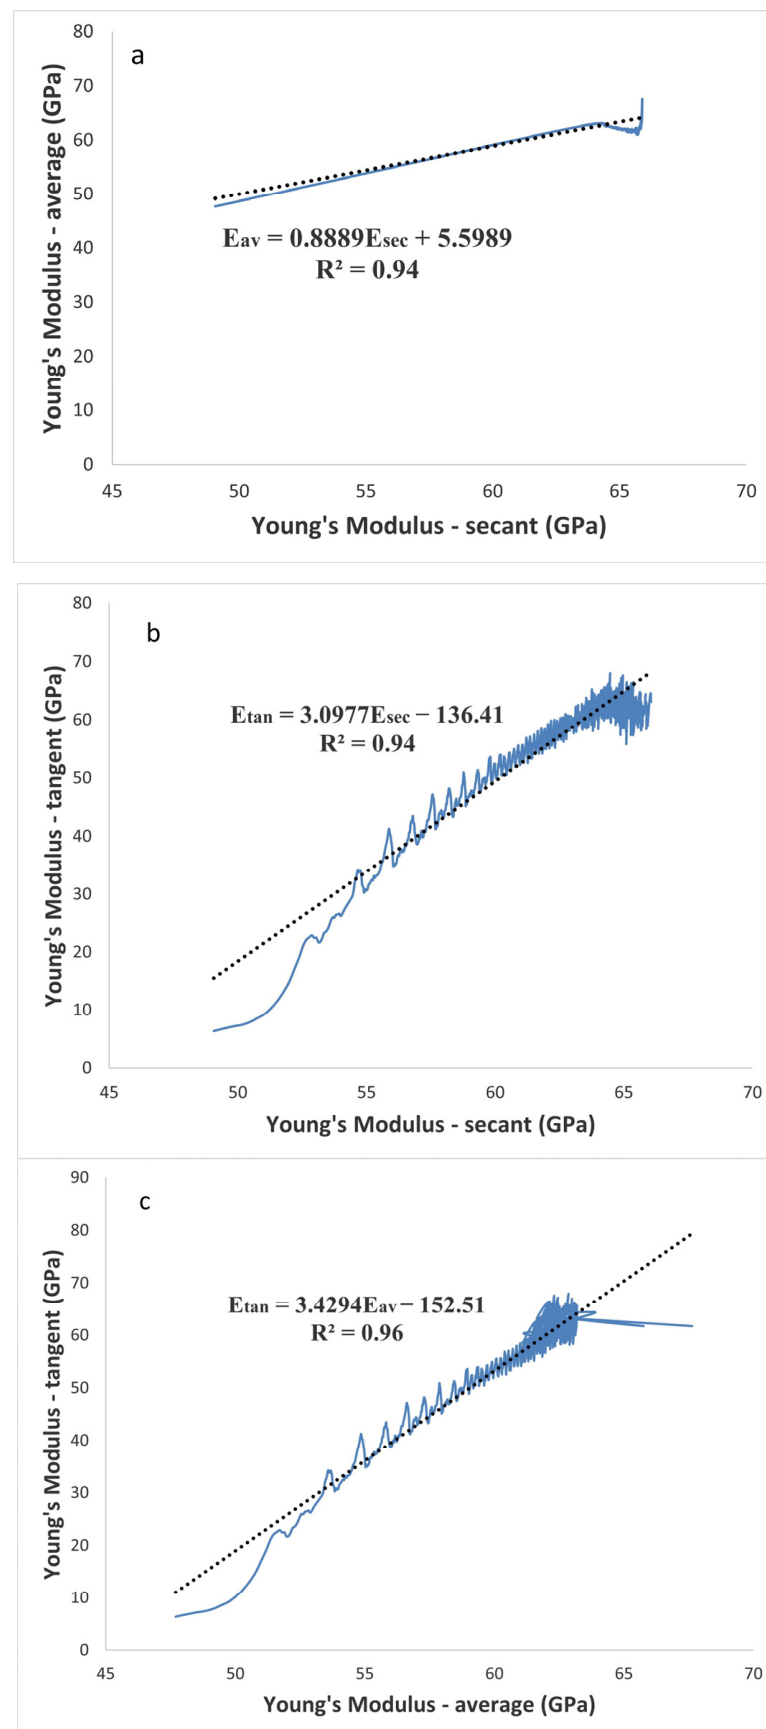 a
Young's Modulus - average (GPa)
80
70
60
50
40
30
20
10
0
Eav = 0.8889Esec + 5.5989
R² = 0.94
45 50 55 60 65 70
Young's Modulus - secant (GPa)
b
Young's Modulus - tangent (GPa)
80
70
60
50
40
30
20
10
0
Etan = 3.0977Esec − 136.41
R² = 0.94
45 50 55 60 65 70
Young's Modulus - secant (GPa)
c
Young's Modulus - tangent (GPa)
90
80
70
60
50
40
30
20
10
0
Etan = 3.4294Eav − 152.51
R² = 0.96
45 50 55 60 65 70
Young's Modulus - average (GPa)